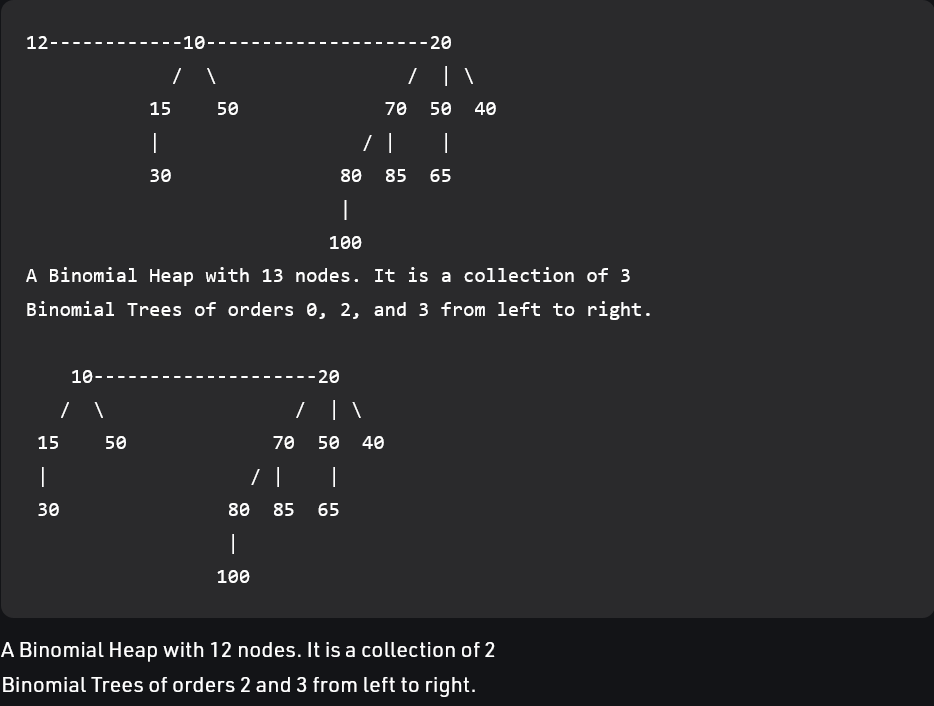 12------------10--------------------20
             /  \                 /  | \
           15    50             70  50  40
           |                  / |    |
           30               80  85  65
                            |
                           100
A Binomial Heap with 13 nodes. It is a collection of 3
Binomial Trees of orders 0, 2, and 3 from left to right.
    10--------------------20
   /  \                 /  | \
 15    50             70  50  40
 |                  / |    |
 30               80  85  65
                  |
                 100
A Binomial Heap with 12 nodes. It is a collection of 2
Binomial Trees of orders 2 and 3 from left to right.